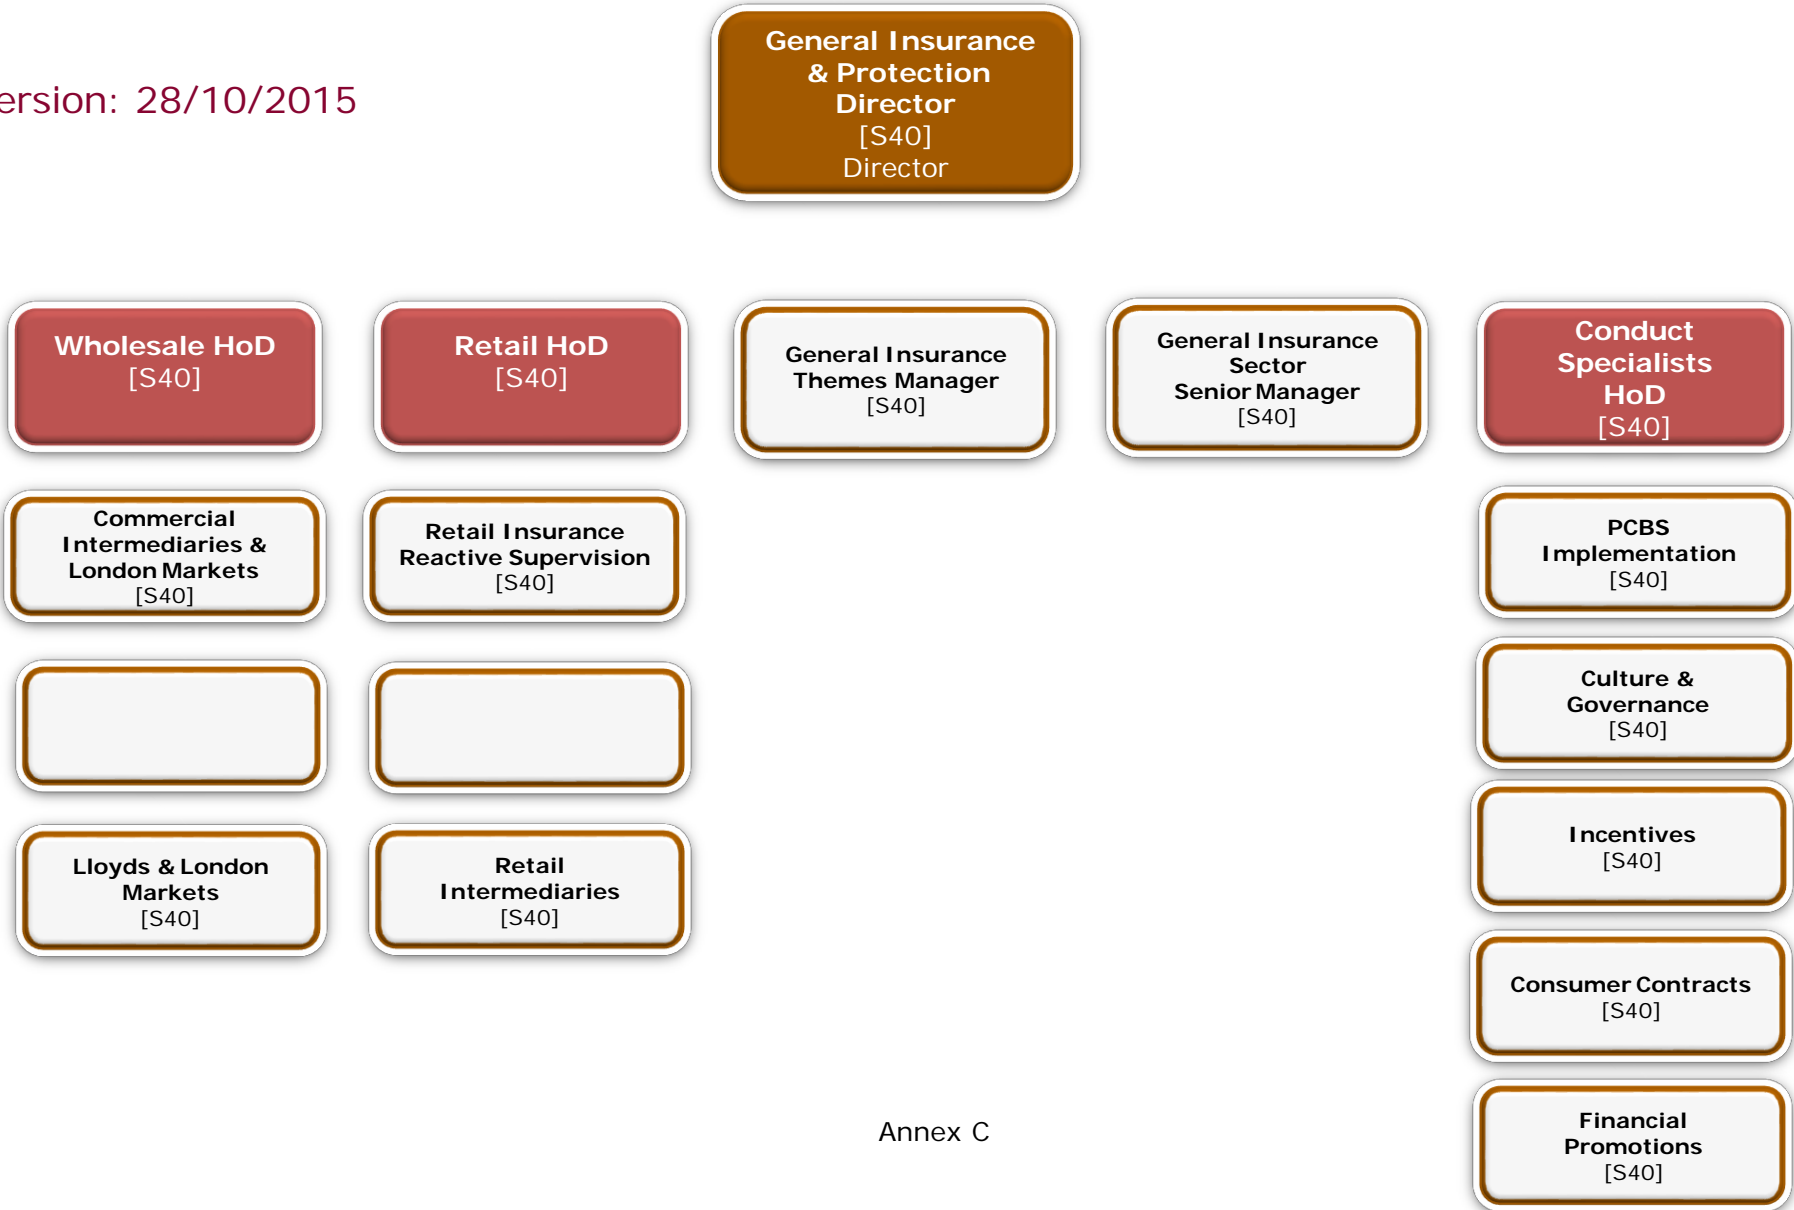 General Insurance
& Protection
Director
[S40]
Director
ersion: 28/10/2015
Wholesale HoD
[S40]
Retail HoD
[S40]
General Insurance
Themes Manager
[S40]
General Insurance
Sector
Senior Manager
[S40]
Conduct
Specialists
HoD
[S40]
Commercial
Intermediaries &
London Markets
[S40]
Retail Insurance
Reactive Supervision
[S40]
PCBS
Implementation
[S40]
Culture &
Governance
[S40]
Lloyds & London
Markets
[S40]
Retail
Intermediaries
[S40]
Incentives
[S40]
Consumer Contracts
[S40]
Financial
Promotions
[S40]
Annex C